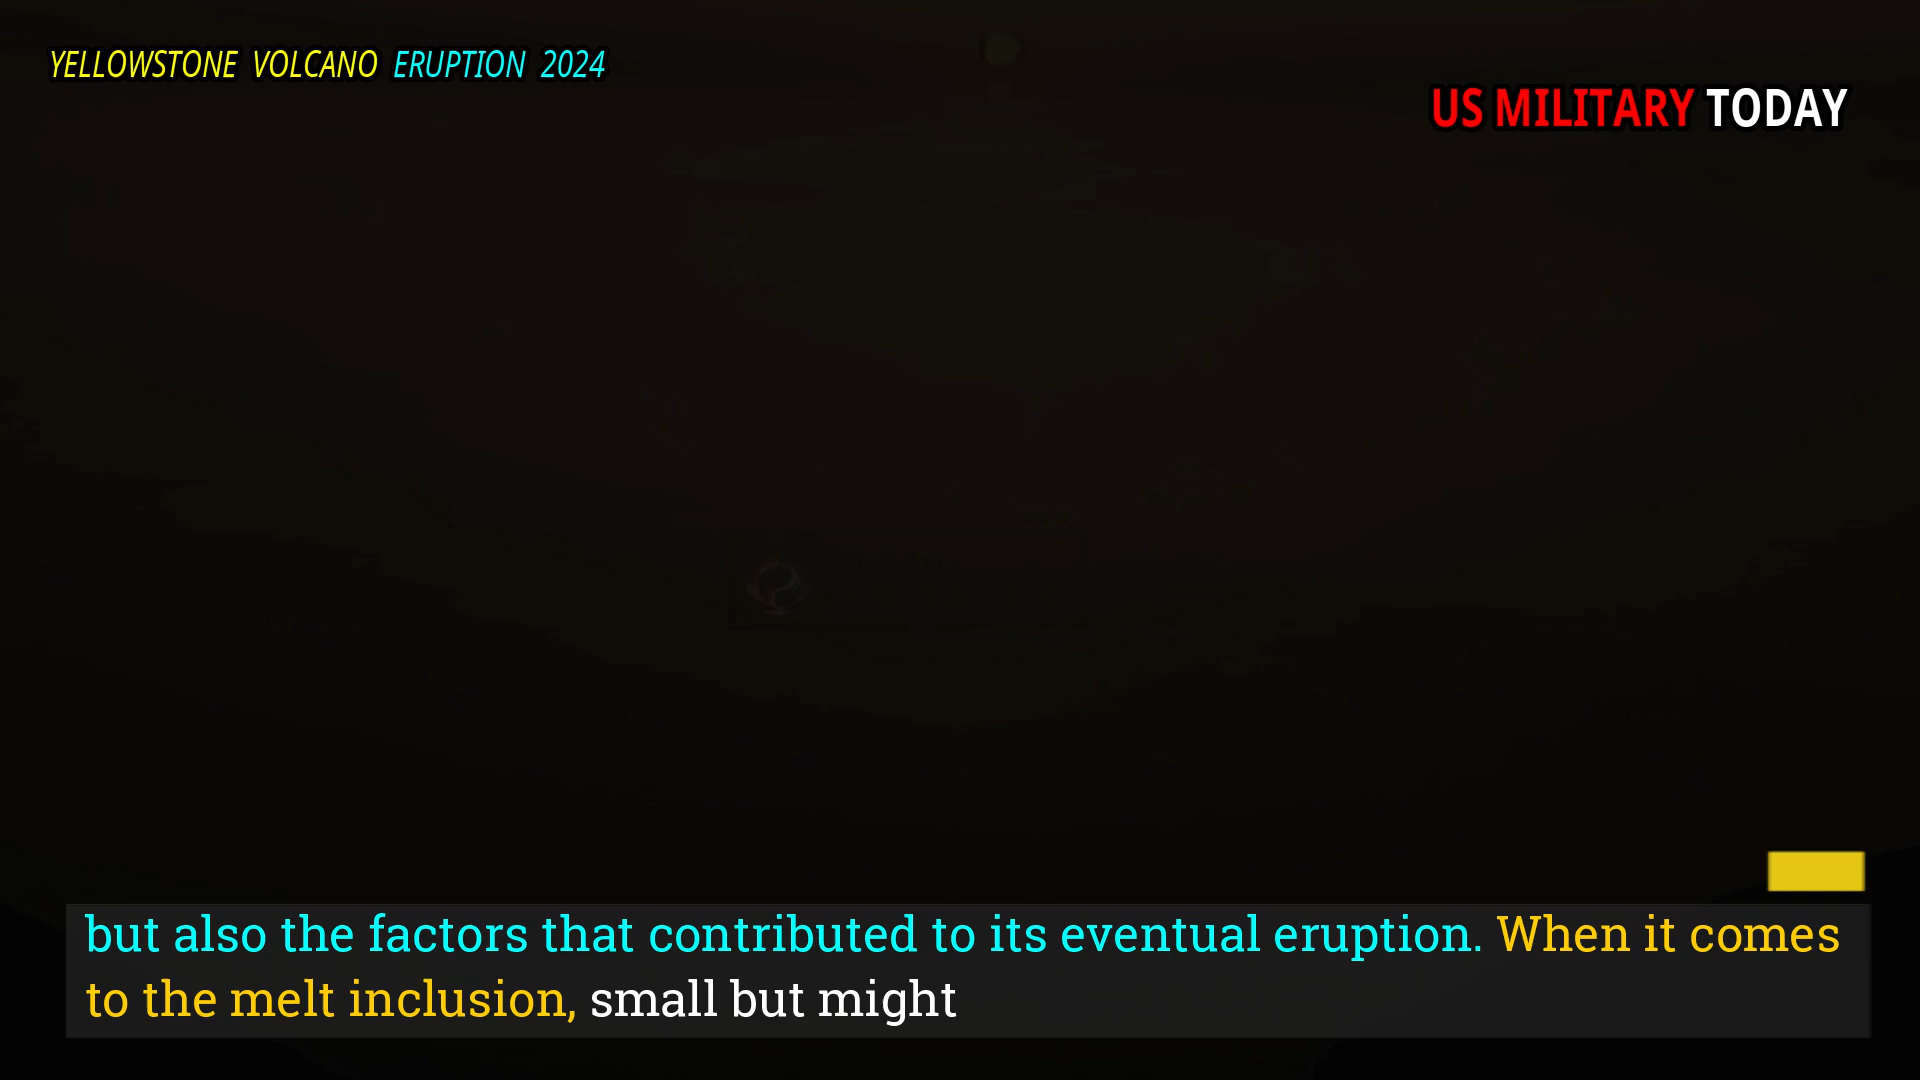 YELLOWSTONE VOLCANO ERUPTION 2024
US MILITARY TODAY
but also the factors that contributed to its eventual eruption. When it comes
to the melt inclusion, small but might